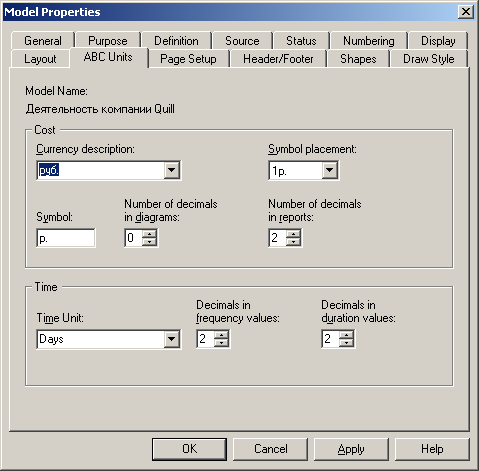 Model Properties
General Purpose Definition Source Status Numbering Display
Layout ABC Units Page Setup Header/Footer Shapes Draw Style
Model Name:
Деятельность компании Quill
Cost
Currency description: Symbol placement:
руб. 1р.
Symbol: Number of decimals in diagrams: Number of decimals in reports:
р. 0 2
Time
Time Unit: Decimals in frequency values: Decimals in duration values:
Days 2 2
OK Cancel Apply Help